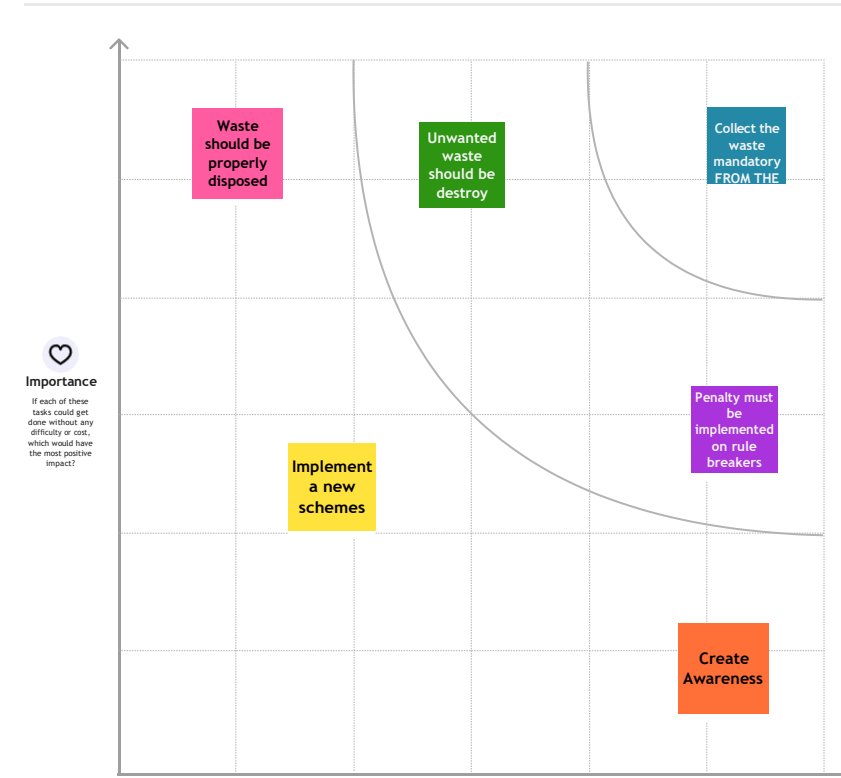 Waste
should be
properly
disposed
Unwanted
waste
should be
destroy
Collect the
waste
mandatory
FROM THE
Importance
If each of these
tasks could get
done without any
difficulty or cost,
which would have
the most positive
impact?
Penalty must
be
implemented
on rule
breakers
Implement
a new
schemes
Create
Awareness